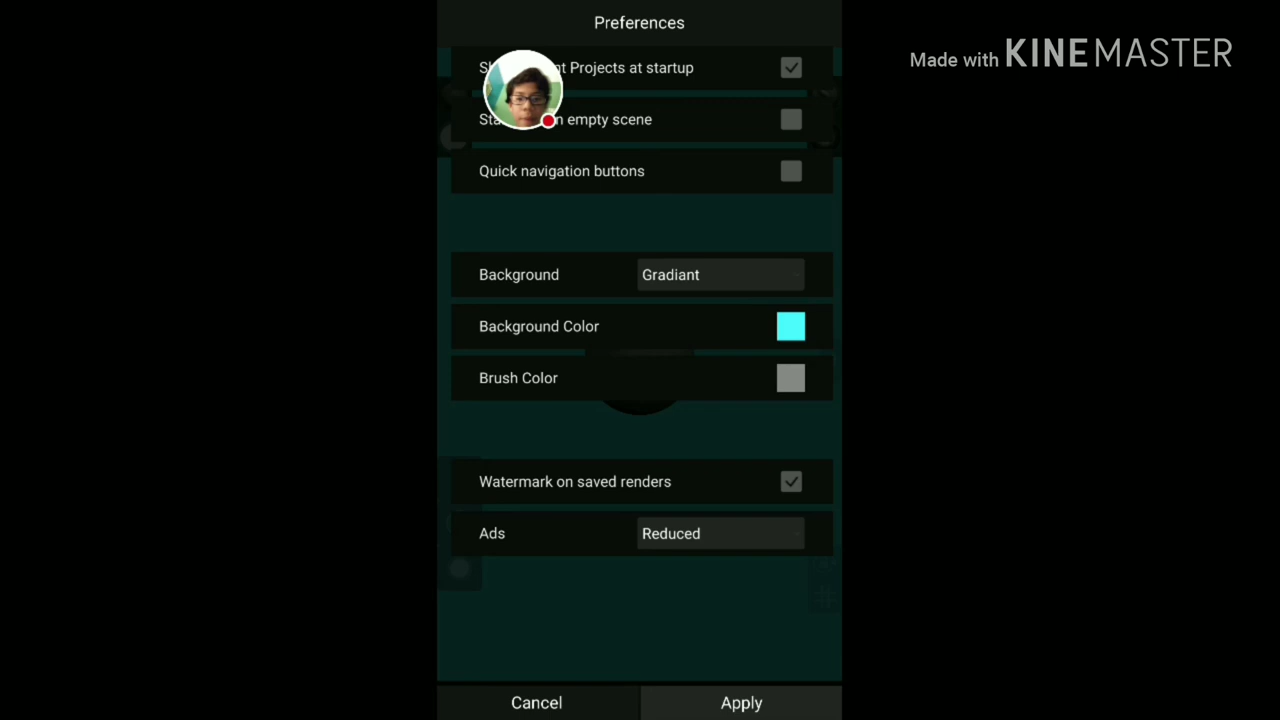 Preferences
Made with KINEMASTER
Projects at startup
empty scene
Quick navigation buttons
Background Gradiant
Background Color
Brush Color
Watermark on saved renders
Ads Reduced
Cancel Apply